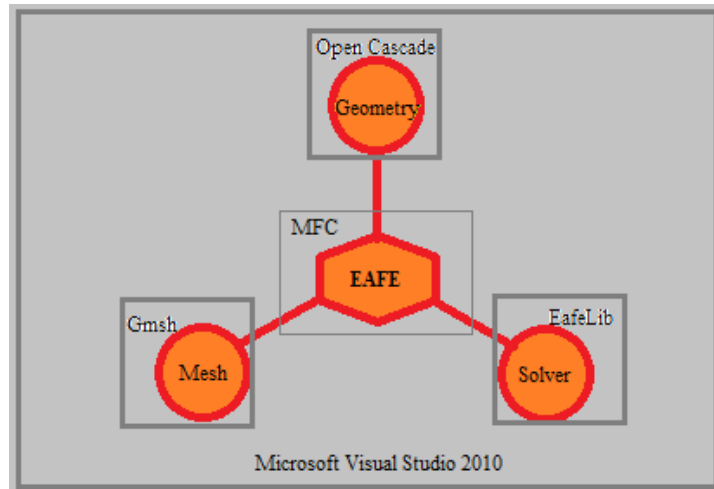 Open Cascade
Geometry
MFC
EAFE
Gmsh
Mesh
EafeLib
Solver
Microsoft Visual Studio 2010